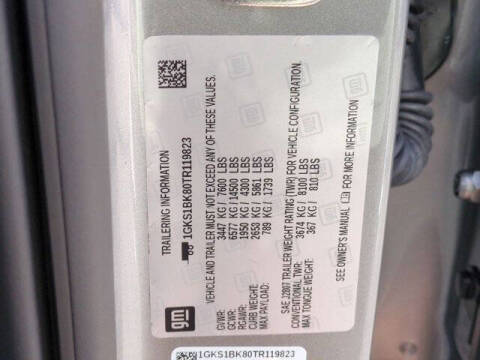 TRAILERING INFORMATION
1GKS1BK80TR119823
VEHICLE AND TRAILER MUST NOT EXCEED ANY OF THESE VALUES.
GVWR: 3447 KG / 7600 LBS
GCWR: 6577 KG / 14500 LBS
RGAWR: 1950 KG / 4300 LBS
CURB WEIGHT: 2658 KG / 5861 LBS
MAX PAYLOAD: 789 KG / 1739 LBS
SAE J2807 TRAILER WEIGHT RATING (TWR) FOR VEHICLE CONFIGURATION.
CONVENTIONAL TWR: 3674 KG / 8100 LBS
MAX TONGUE WEIGHT: 367 KG / 810 LBS
SEE OWNER'S MANUAL FOR MORE INFORMATION
gm
1GKS1BK80TR119823